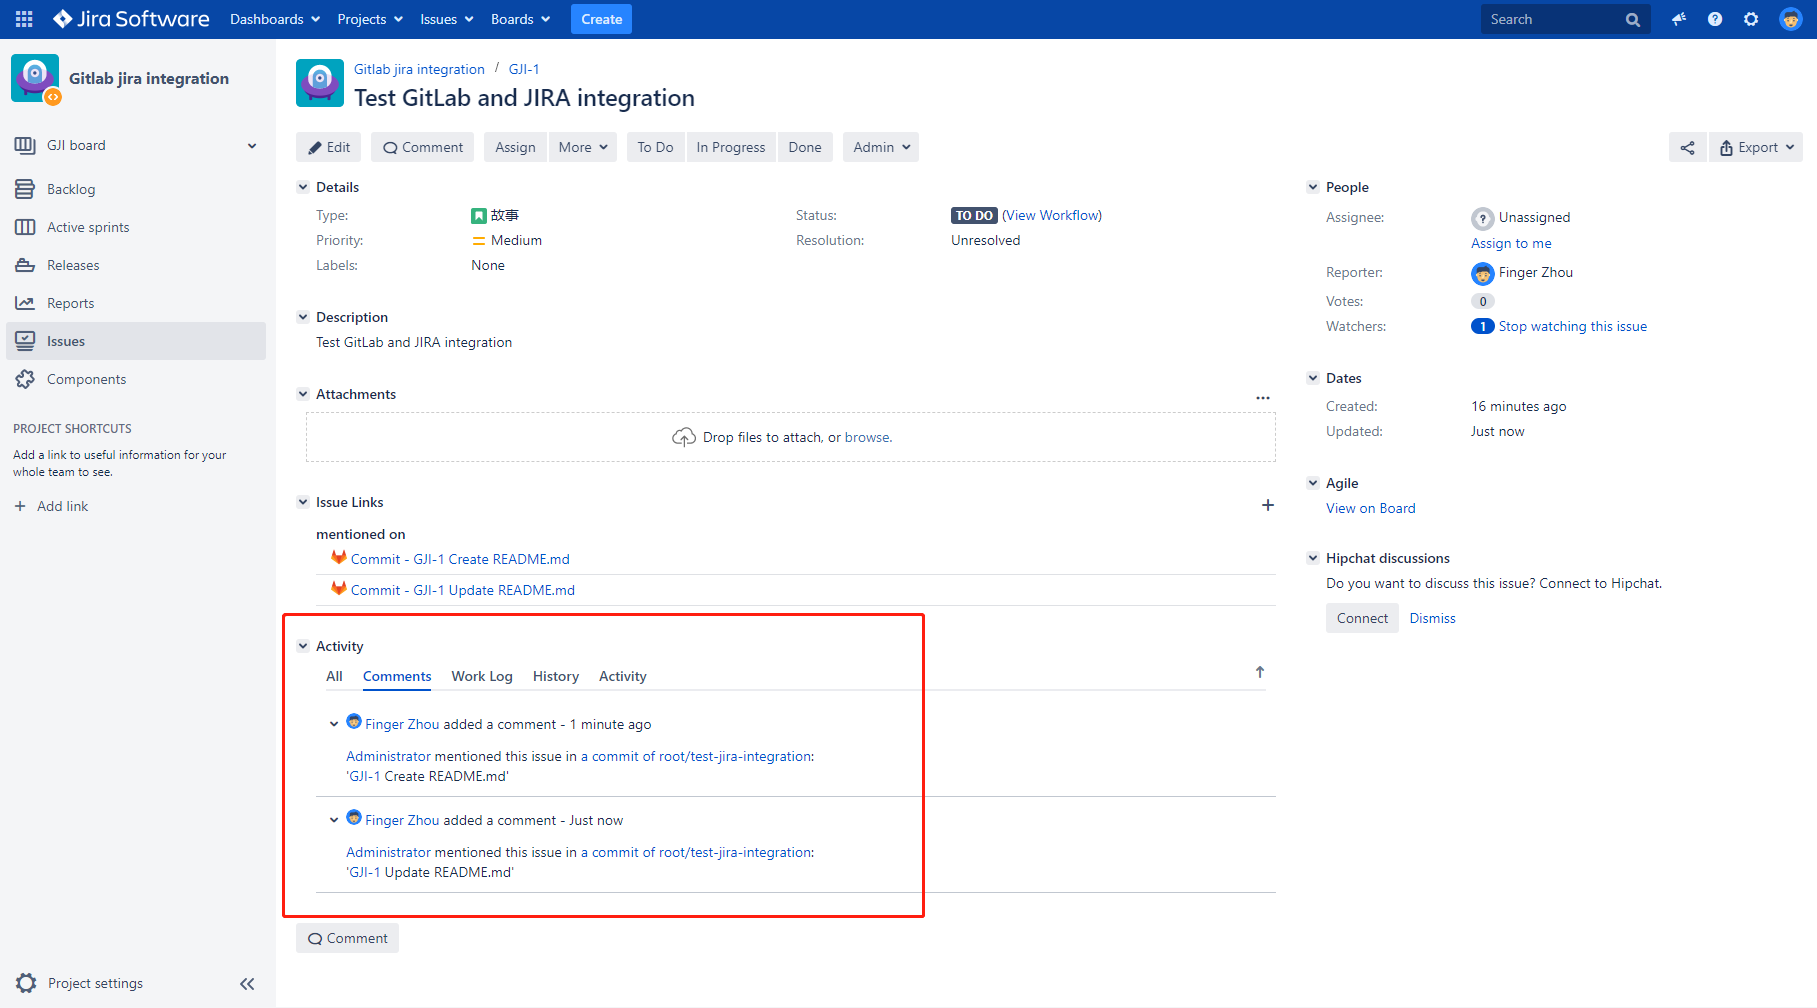 Jira Software
Dashboards
Projects
Issues
Boards
Create
Search
Gitlab jira integration
GJI board
Backlog
Active sprints
Releases
Reports
Issues
Components
PROJECT SHORTCUTS
Add a link to useful information for your
whole team to see.
+ Add link
Project settings
Gitlab jira integration / GJI-1
Test GitLab and JIRA integration
Edit
Comment
Assign
More
To Do
In Progress
Done
Admin
Export
Details
Type: 故事
Status: TO DO (View Workflow)
Priority: Medium
Resolution: Unresolved
Labels: None
Description
Test GitLab and JIRA integration
Attachments
Drop files to attach, or browse.
Issue Links
mentioned on
Commit - GJI-1 Create README.md
Commit - GJI-1 Update README.md
Activity
All Comments Work Log History Activity
Finger Zhou added a comment - 1 minute ago
Administrator mentioned this issue in a commit of root/test-jira-integration:
'GJI-1 Create README.md'
Finger Zhou added a comment - Just now
Administrator mentioned this issue in a commit of root/test-jira-integration:
'GJI-1 Update README.md'
Comment
People
Assignee: Unassigned
Assign to me
Reporter: Finger Zhou
Votes: 0
Watchers: 1 Stop watching this issue
Dates
Created: 16 minutes ago
Updated: Just now
Agile
View on Board
Hipchat discussions
Do you want to discuss this issue? Connect to Hipchat.
Connect
Dismiss